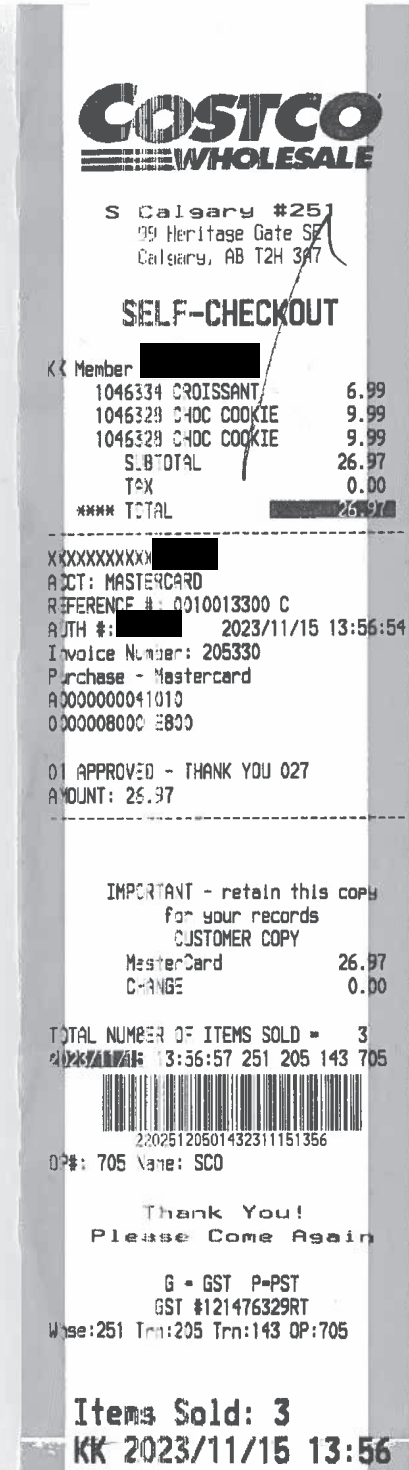 COSTCO
WHOLESALE
S Calgary #251
99 Heritage Gate SE
Calgary, AB T2H 3A7
SELF-CHECKOUT
KK Member
1046334 CROISSANT 6.99
1046328 CHOC COOKIE 9.99
1046328 CHOC COOKIE 9.99
SUBTOTAL 26.97
TAX 0.00
**** TOTAL 26.97
XXXXXXXXXXX
ACCT: MASTERCARD
REFERENCE #: 0010013300 C
AUTH #: 2023/11/15 13:56:54
Invoice Number: 205330
Purchase - Mastercard
A0000000041010
0000008000 E800
01 APPROVED - THANK YOU 027
AMOUNT: 26.97
IMPORTANT - retain this copy
for your records
CUSTOMER COPY
MasterCard 26.97
CHANGE 0.00
TOTAL NUMBER OF ITEMS SOLD = 3
2023/11/15 13:56:57 251 205 143 705
22025120501432311151356
OP#: 705 Name: SCO
Thank You!
Please Come Again
G = GST P=PST
GST #121476329RT
Whse:251 Trm:205 Trn:143 OP:705
Items Sold: 3
KK 2023/11/15 13:56